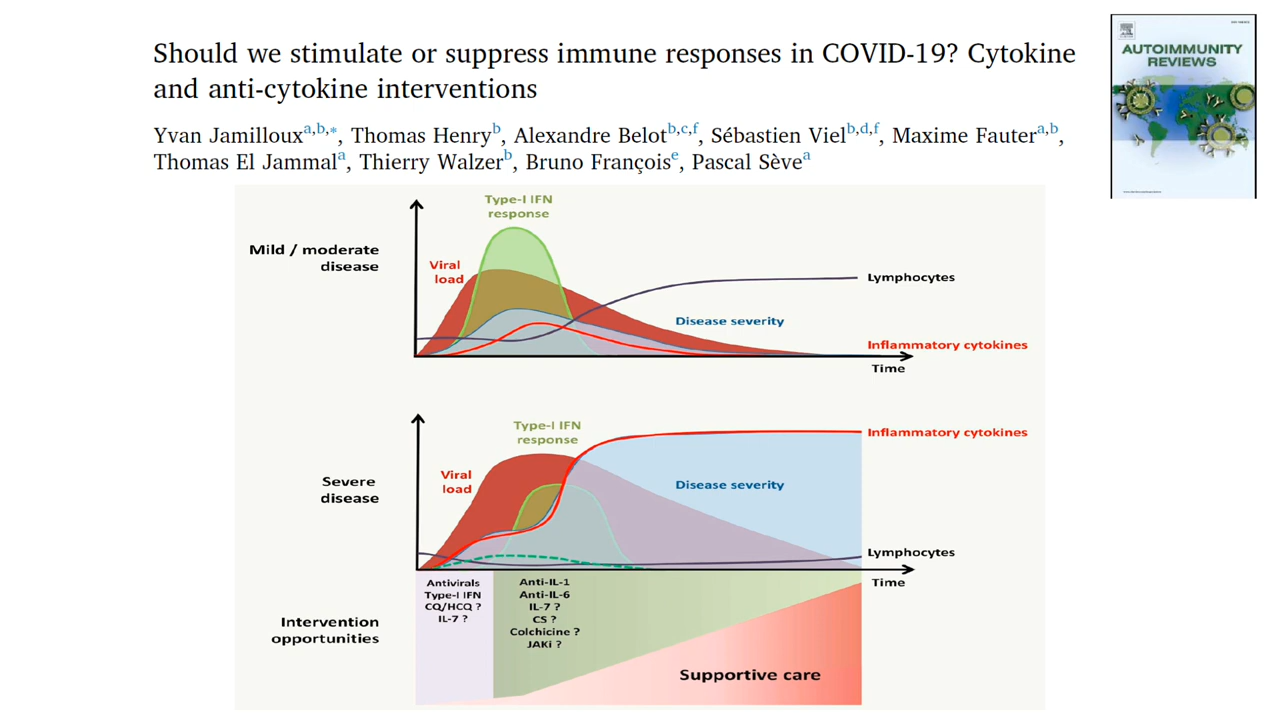 Should we stimulate or suppress immune responses in COVID-19? Cytokine
and anti-cytokine interventions
Yvan Jamilloux a,b,*, Thomas Henry b, Alexandre Belot b,c,f, Sébastien Viel b,d,f, Maxime Fauter a,b,
Thomas El Jammal a, Thierry Walzer b, Bruno François e, Pascal Sève a
AUTOIMMUNITY
REVIEWS
Type-I IFN
response
Mild / moderate
disease
Viral
load
Lymphocytes
Disease severity
Inflammatory cytokines
Time
Type-I IFN
response
Inflammatory cytokines
Severe
disease
Viral
load
Disease severity
Lymphocytes
Time
Intervention
opportunities
Antivirals
Type-I IFN
CQ/HCQ ?
IL-7 ?
Anti-IL-1
Anti-IL-6
IL-7 ?
CS ?
Colchicine ?
JAKi ?
Supportive care